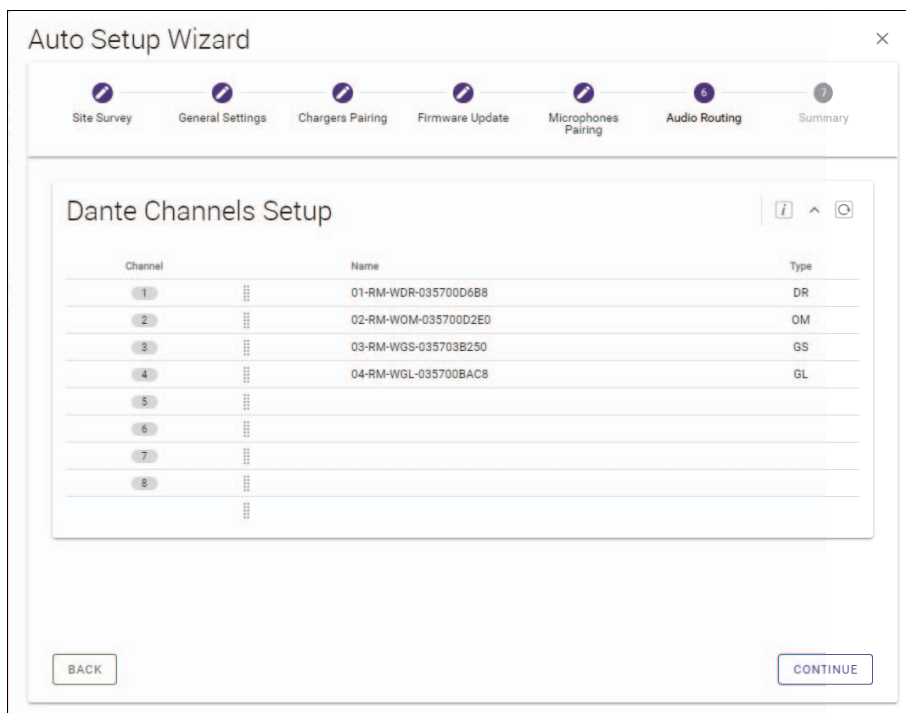 Auto Setup Wizard
6 7
Site Survey General Settings Chargers Pairing Firmware Update Microphones Pairing Audio Routing Summary
Dante Channels Setup
i
Channel Name Type
1 01-RM-WDR-035700D6B8 DR
2 02-RM-WOM-035700D2E0 OM
3 03-RM-WGS-035703B250 GS
4 04-RM-WGL-035700BAC8 GL
5
6
7
8
BACK CONTINUE